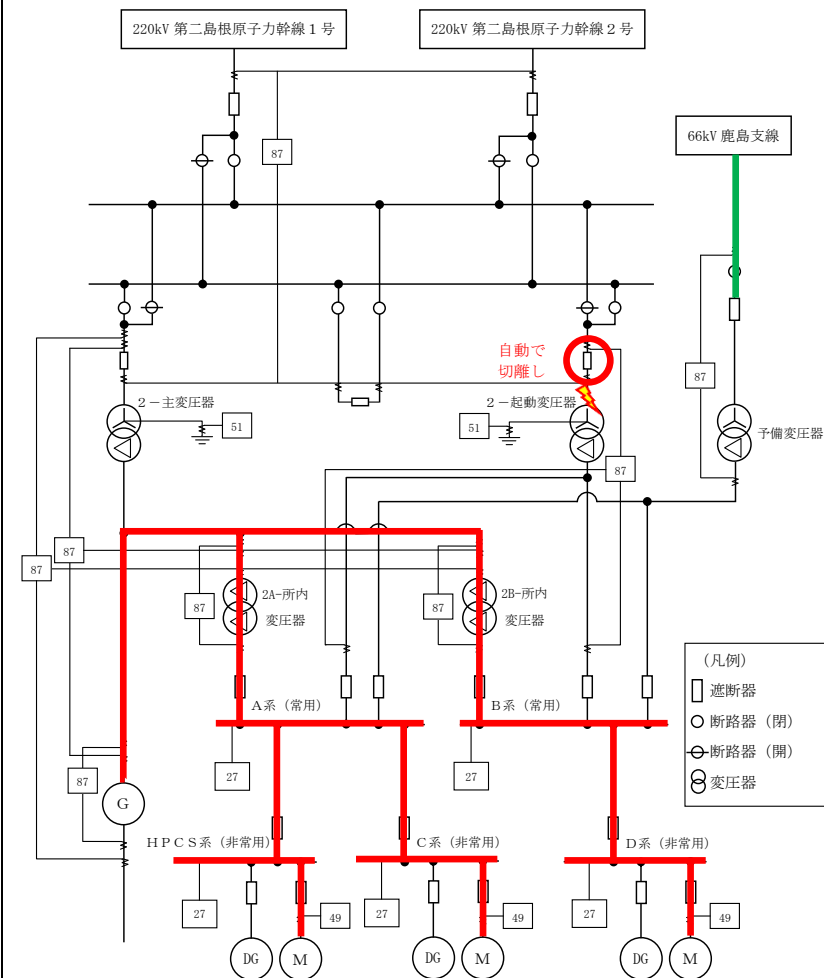 220kV 第二島根原子力幹線１号
220kV 第二島根原子力幹線２号
66kV 鹿島支線
87
自動で
切離し
87
２－主変圧器
51
２－起動変圧器
51
予備変圧器
87
87
87
2A-所内
変圧器
87
2B-所内
変圧器
87
(凡例)
遮断器
断路器（閉）
断路器（開）
変圧器
A系（常用）
B系（常用）
27
27
87
G
ＨＰＣＳ系（非常用）
C系（非常用）
D系（非常用）
27
49
27
49
27
49
DG
M
DG
M
DG
M